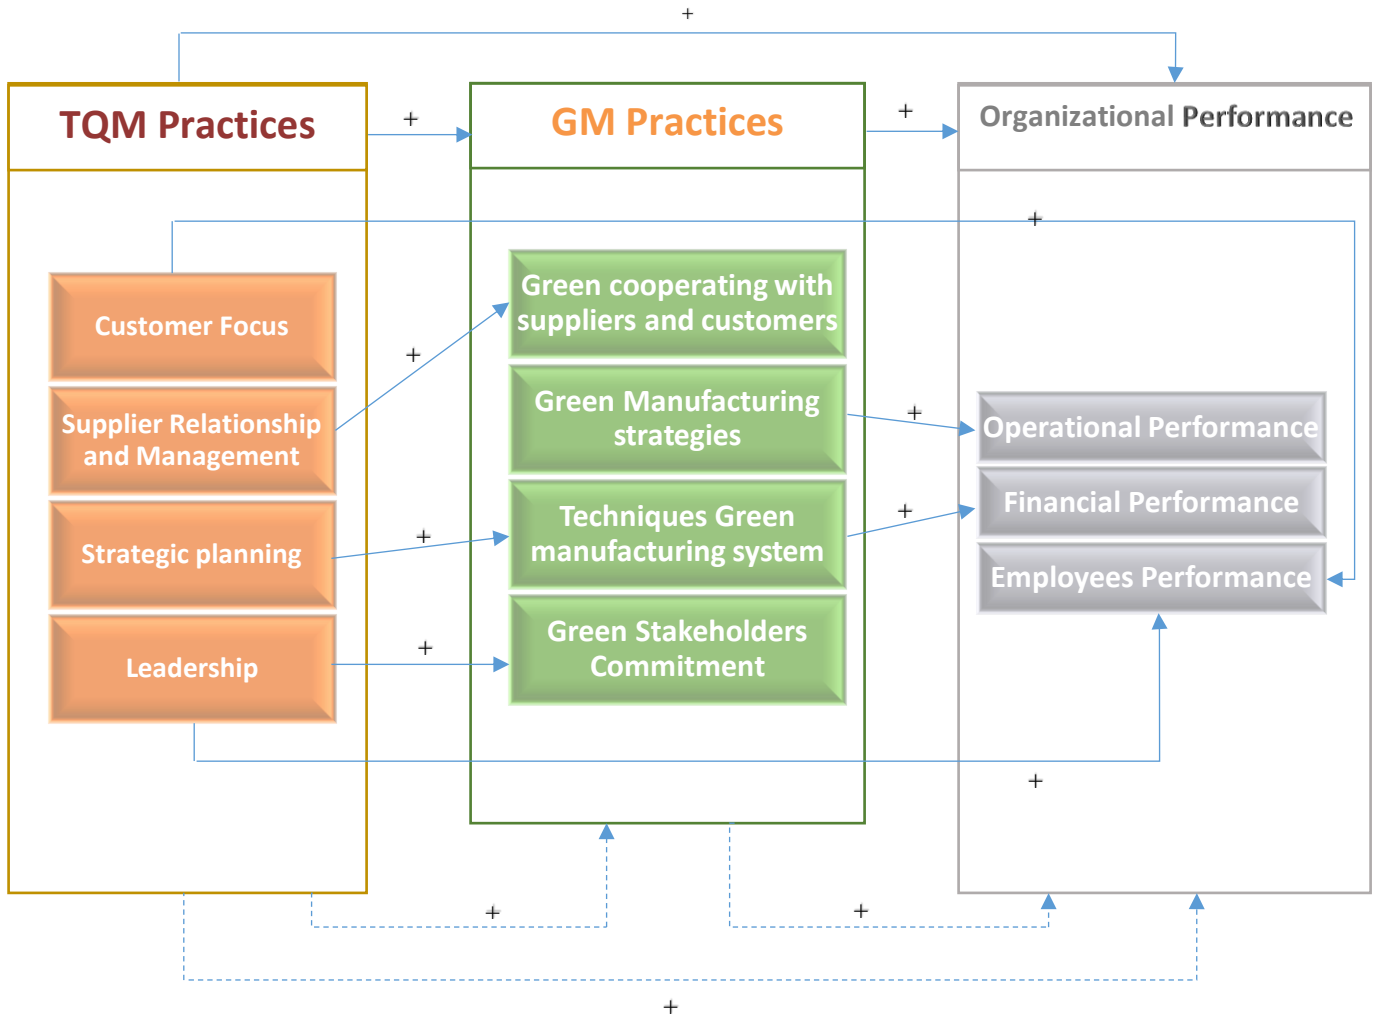 +
TQM Practices
+
GM Practices
+
Organizational Performance
+
Customer Focus
Supplier Relationship
and Management
Strategic planning
Leadership
+
+
+
Green cooperating with
suppliers and customers
Green Manufacturing
strategies
Techniques Green
manufacturing system
Green Stakeholders
Commitment
+
+
Operational Performance
Financial Performance
Employees Performance
+
+
+
+